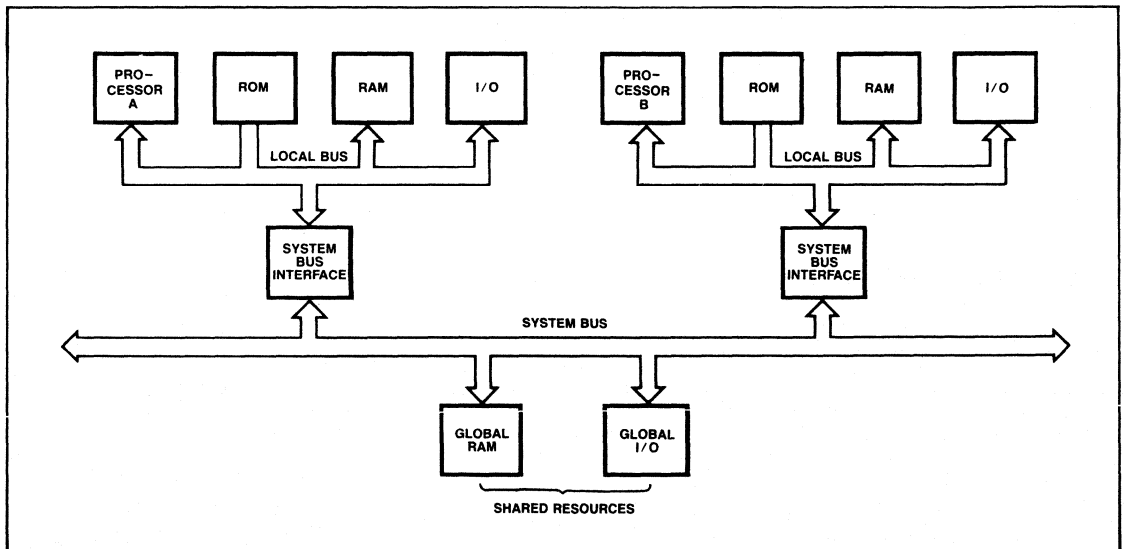 PRO-
CESSOR
A
ROM
RAM
I/O
LOCAL BUS
PRO-
CESSOR
B
ROM
RAM
I/O
LOCAL BUS
SYSTEM
BUS
INTERFACE
SYSTEM
BUS
INTERFACE
SYSTEM BUS
GLOBAL
RAM
GLOBAL
I/O
SHARED RESOURCES